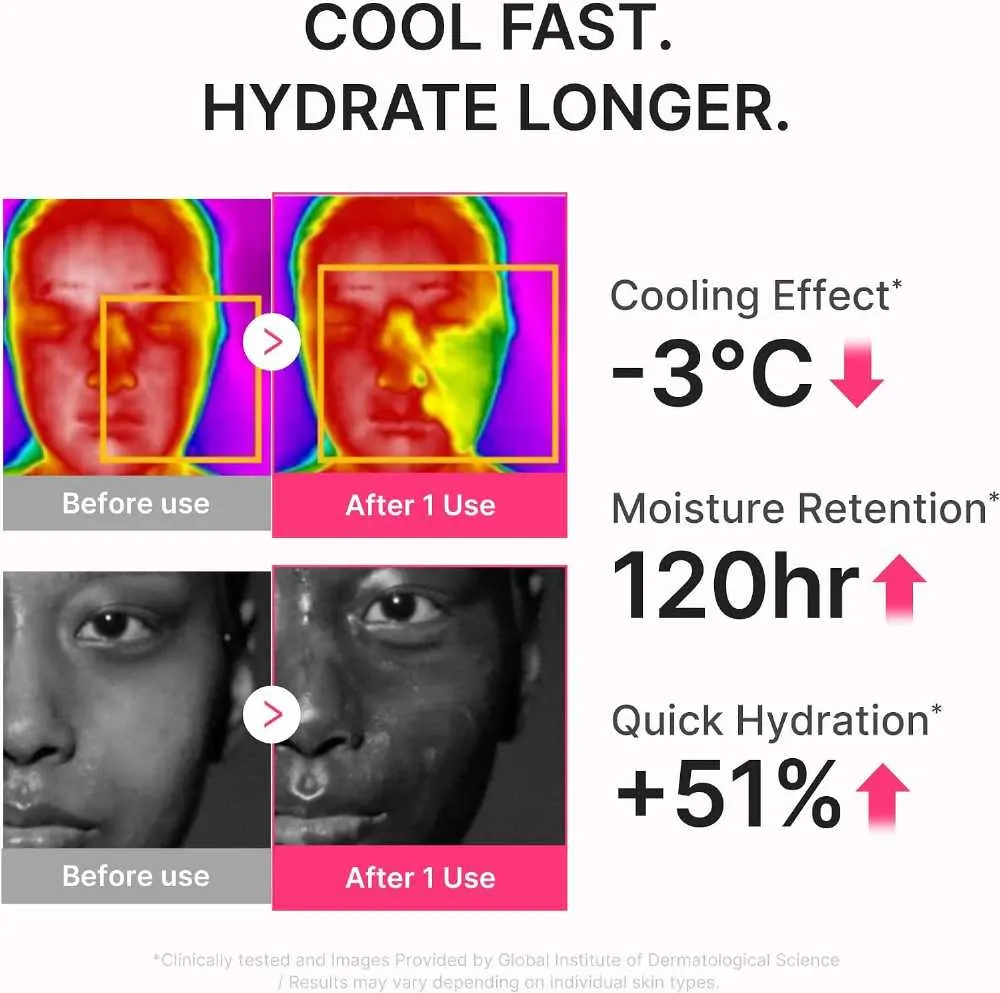 COOL FAST.
HYDRATE LONGER.
Before use
>
After 1 Use
Cooling Effect*
-3°C
Moisture Retention*
120hr
Before use
>
After 1 Use
Quick Hydration*
+51%
*Clinically tested and Images Provided by Global Institute of Dermatological Science
/ Results may vary depending on individual skin types.